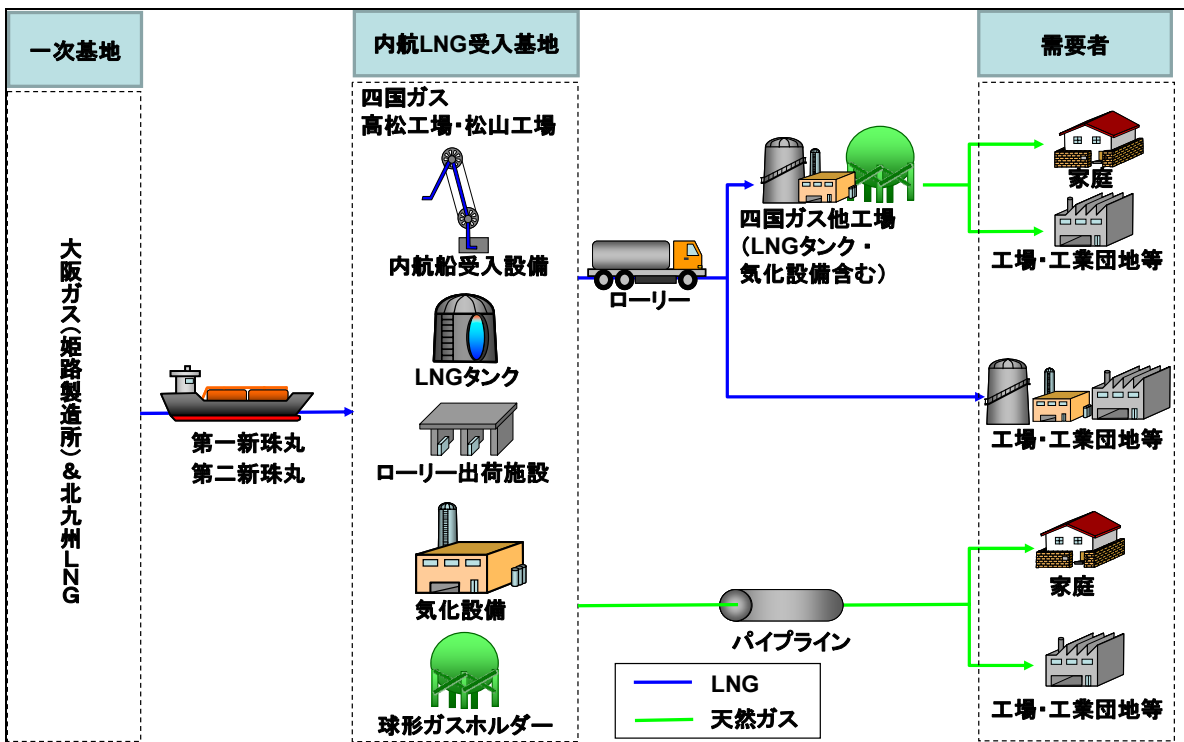 一次基地
内航LNG受入基地
需要者
大阪ガス(姫路製造所)&北九州LNG
第一新珠丸
第二新珠丸
四国ガス
高松工場・松山工場
内航船受入設備
LNGタンク
ローリー出荷施設
気化設備
球形ガスホルダー
ローリー
四国ガス他工場
(LNGタンク・
気化設備含む)
パイプライン
家庭
工場・工業団地等
工場・工業団地等
家庭
工場・工業団地等
LNG
天然ガス